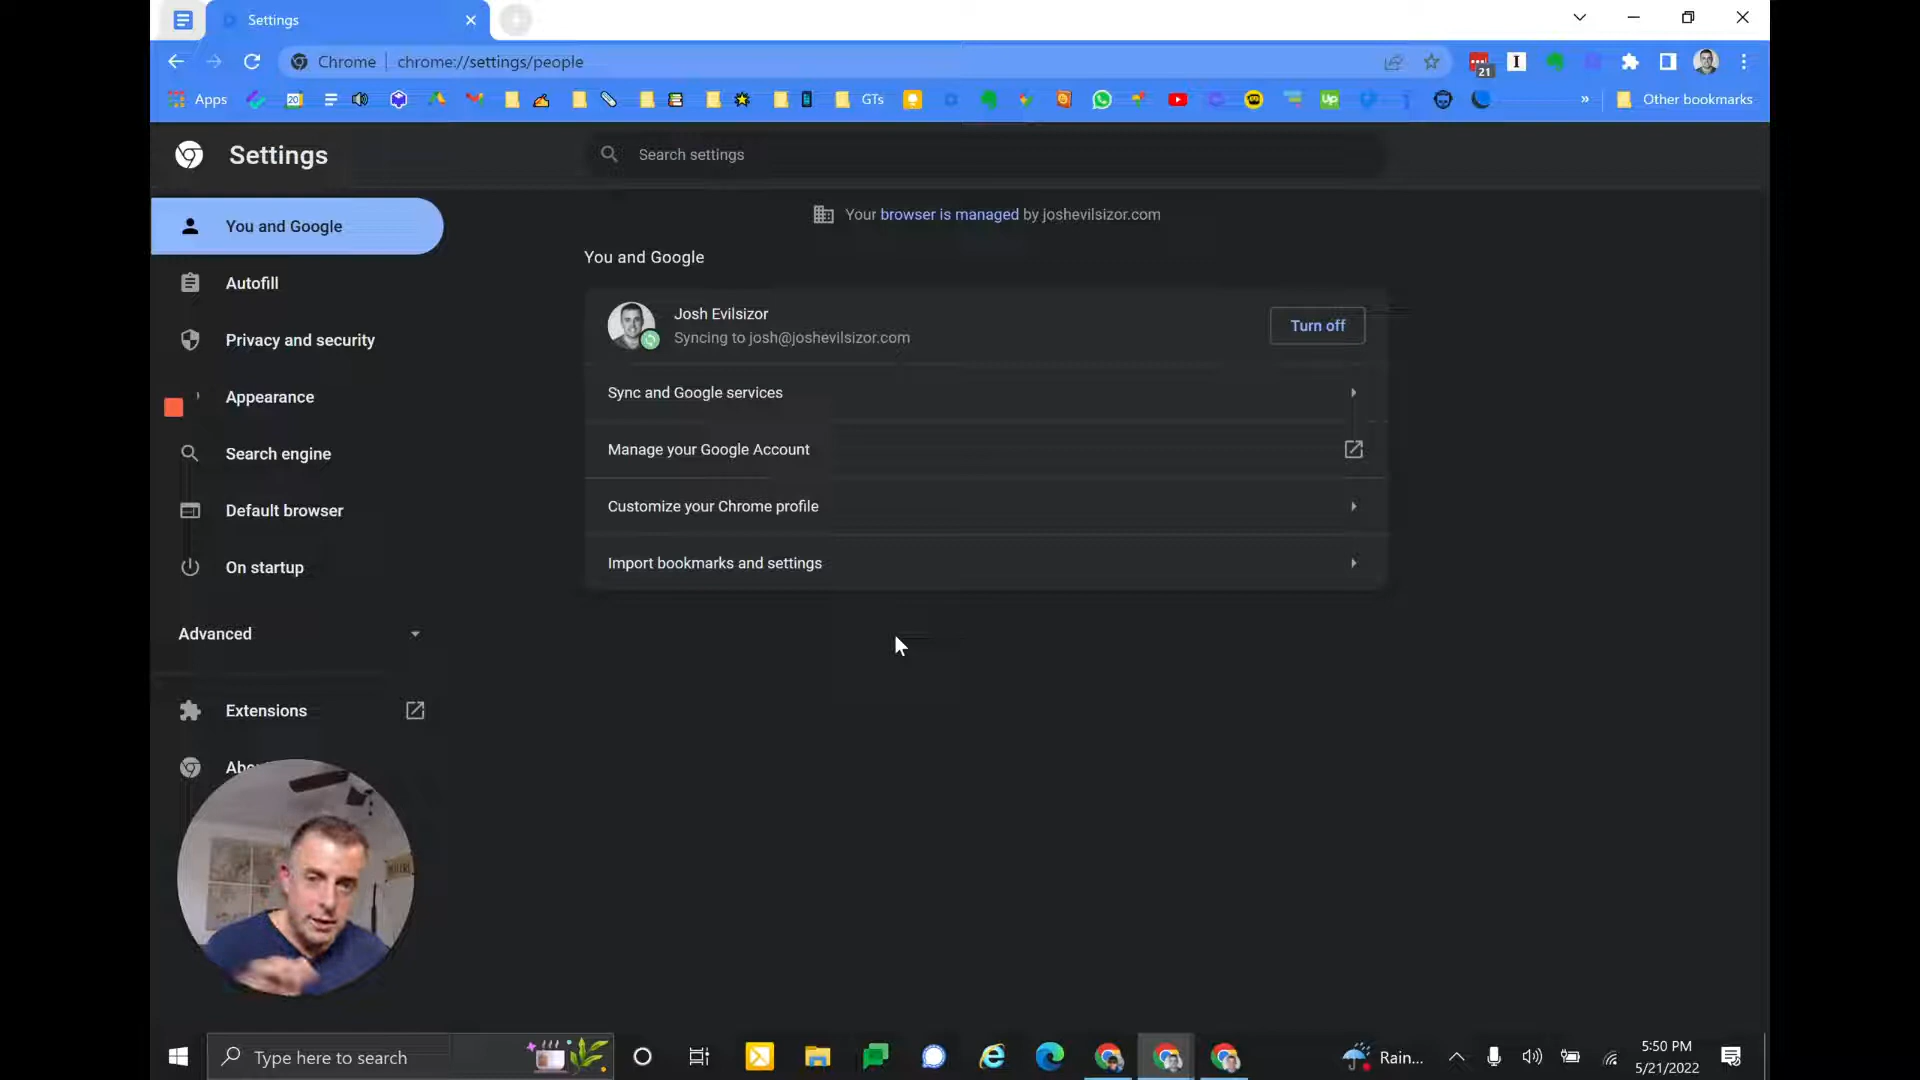 Settings
Chrome
chrome://settings/people
21
Apps
20
GTs
Up
»
Other bookmarks
Settings
Search settings
Your browser is managed by joshevilsizor.com
You and Google
Autofill
Privacy and security
Appearance
Search engine
Default browser
On startup
Advanced
Extensions
You and Google
Josh Evilsizor
Syncing to josh@joshevilsizor.com
Turn off
Sync and Google services
Manage your Google Account
Customize your Chrome profile
Import bookmarks and settings
Type here to search
Rain...
5:50 PM
5/21/2022